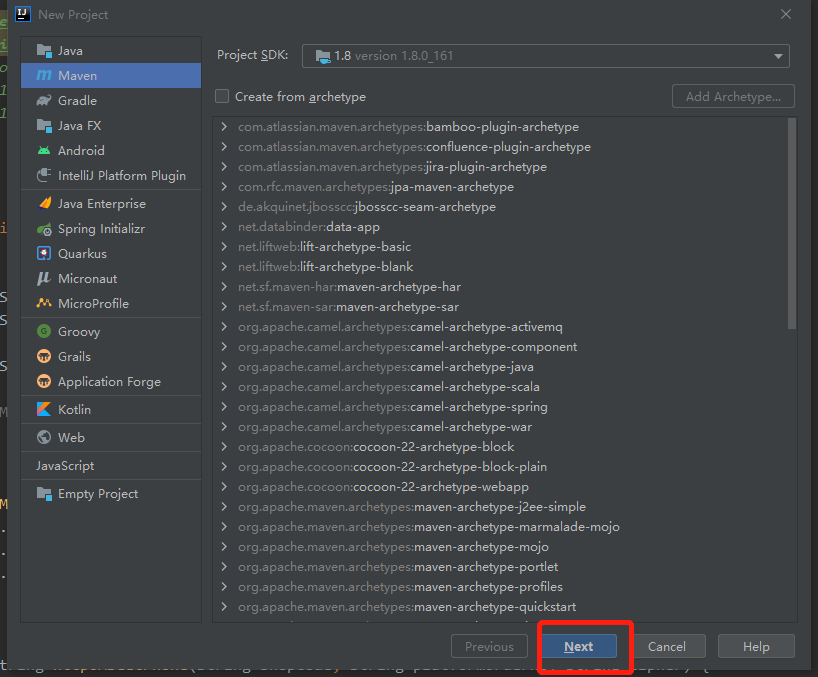 New Project
Java
Maven
Gradle
Java FX
Android
IntelliJ Platform Plugin
Java Enterprise
Spring Initializr
Quarkus
Micronaut
MicroProfile
Groovy
Grails
Application Forge
Kotlin
Web
JavaScript
Empty Project
Project SDK: 1.8 version 1.8.0_161
Create from archetype
Add Archetype...
com.atlassian.maven.archetypes:bamboo-plugin-archetype
com.atlassian.maven.archetypes:confluence-plugin-archetype
com.atlassian.maven.archetypes:jira-plugin-archetype
com.rfc.maven.archetypes:jpa-maven-archetype
de.akquinet.jbosscc:jbosscc-seam-archetype
net.databinder:data-app
net.liftweb:lift-archetype-basic
net.liftweb:lift-archetype-blank
net.sf.maven-har:maven-archetype-har
net.sf.maven-sar:maven-archetype-sar
org.apache.camel.archetypes:camel-archetype-activemq
org.apache.camel.archetypes:camel-archetype-component
org.apache.camel.archetypes:camel-archetype-java
org.apache.camel.archetypes:camel-archetype-scala
org.apache.camel.archetypes:camel-archetype-spring
org.apache.camel.archetypes:camel-archetype-war
org.apache.cocoon:cocoon-22-archetype-block
org.apache.cocoon:cocoon-22-archetype-block-plain
org.apache.cocoon:cocoon-22-archetype-webapp
org.apache.maven.archetypes:maven-archetype-j2ee-simple
org.apache.maven.archetypes:maven-archetype-marmalade-mojo
org.apache.maven.archetypes:maven-archetype-mojo
org.apache.maven.archetypes:maven-archetype-portlet
org.apache.maven.archetypes:maven-archetype-profiles
org.apache.maven.archetypes:maven-archetype-quickstart
Previous
Next
Cancel
Help